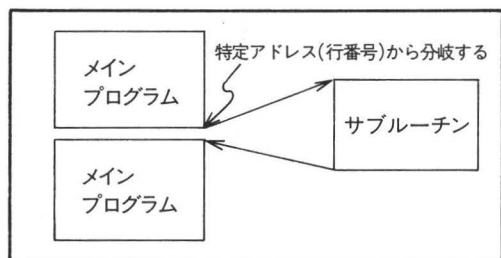 メイン
プログラム
特定アドレス(行番号)から分岐する
サブルーチン
メイン
プログラム